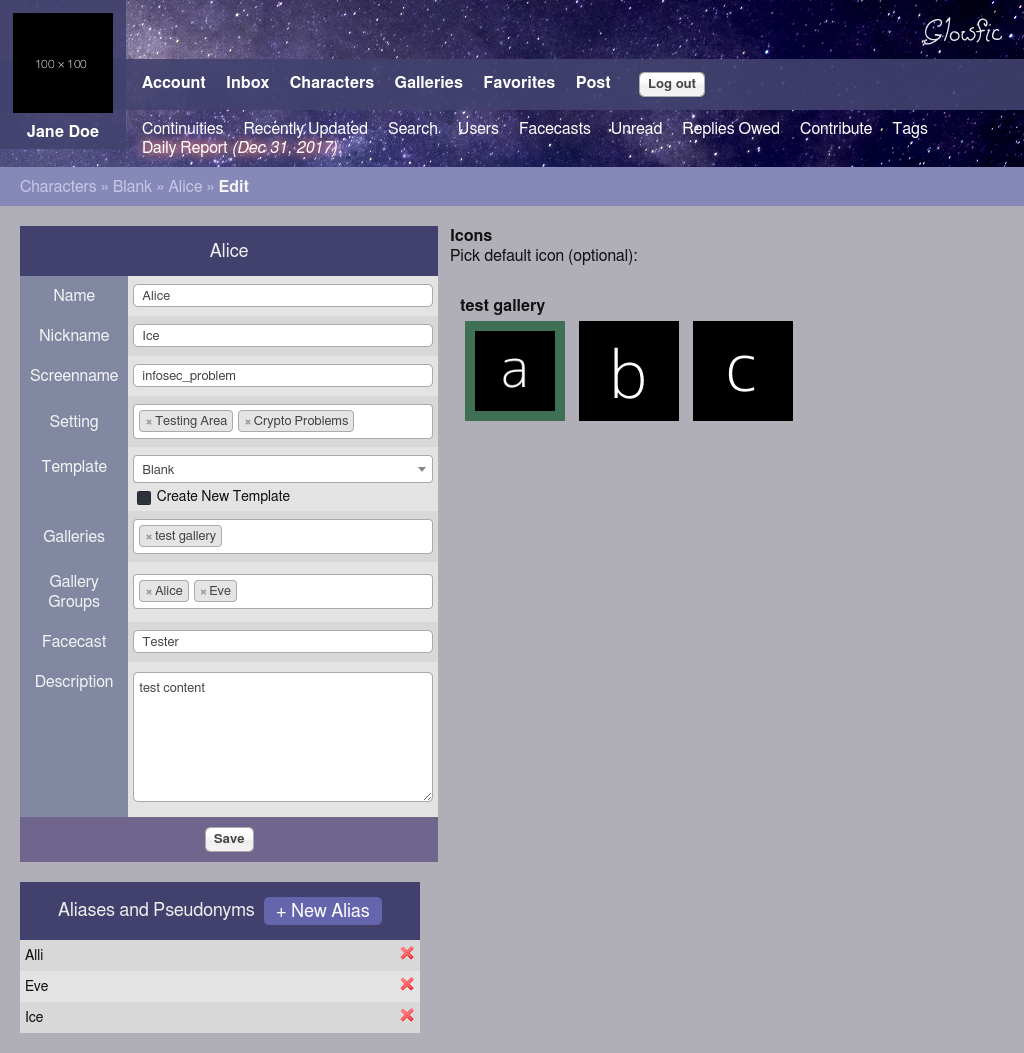 Glowfic
100 × 100
Account Inbox Characters Galleries Favorites Post Log out
Jane Doe
Continuities Recently Updated Search Users Facecasts Unread Replies Owed Contribute Tags
Daily Report (Dec 31, 2017)
Characters » Blank » Alice » Edit
Alice
Name Alice
Nickname Ice
Screenname infosec_problem
Setting × Testing Area × Crypto Problems
Template Blank
Create New Template
Galleries × test gallery
Gallery Groups × Alice × Eve
Facecast Tester
Description test content
Save
Icons
Pick default icon (optional):
test gallery
a b c
Aliases and Pseudonyms + New Alias
Alli
Eve
Ice